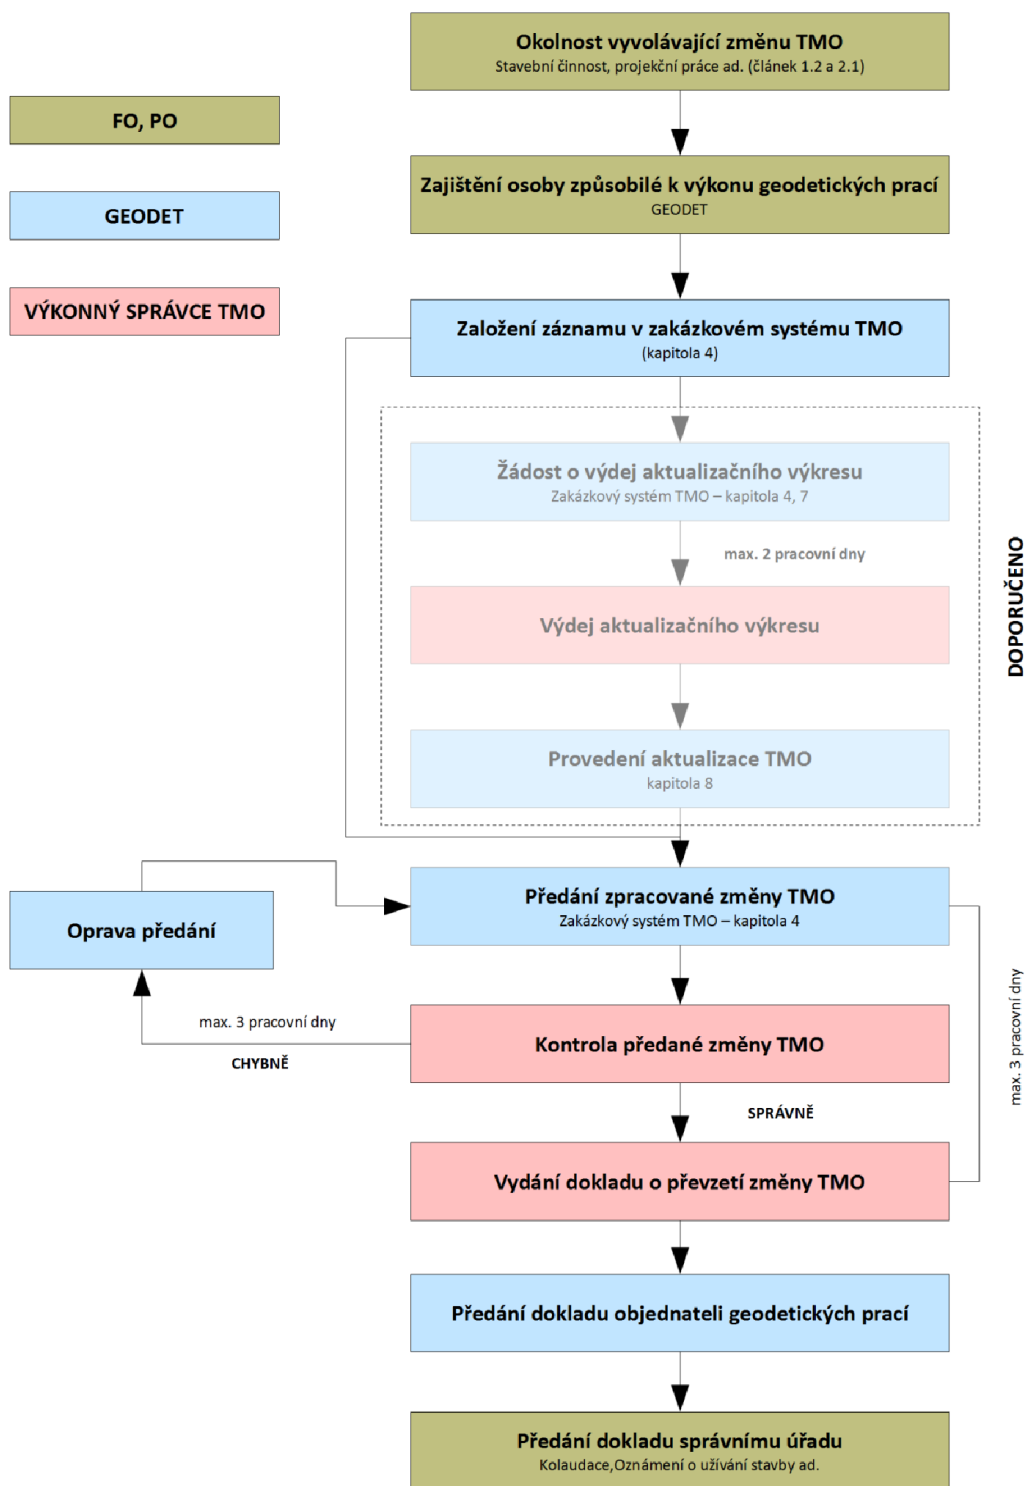 Okolnost vyvolávající změnu TMO
Stavební činnost, projekční práce ad. (článek 1.2 a 2.1)
FO, PO
GEODET
VÝKONNÝ SPRÁVCE TMO
Zajištění osoby způsobilé k výkonu geodetických prací
GEODET
Založení záznamu v zakázkovém systému TMO
(kapitola 4)
Žádost o výdej aktualizačního výkresu
Zakázkový systém TMO – kapitola 4, 7
max. 2 pracovní dny
Výdej aktualizačního výkresu
Provedení aktualizace TMO
kapitola 8
DOPORUČENO
Předání zpracované změny TMO
Zakázkový systém TMO – kapitola 4
Oprava předání
max. 3 pracovní dny
CHYBNĚ
Kontrola předané změny TMO
SPRÁVNĚ
max. 3 pracovní dny
Vydání dokladu o převzetí změny TMO
Předání dokladu objednateli geodetických prací
Předání dokladu správnímu úřadu
Kolaudace,Oznámení o užívání stavby ad.